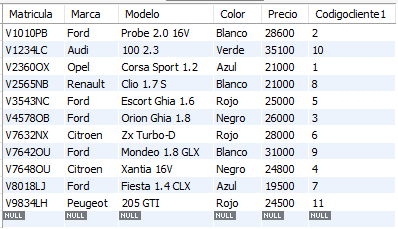 Matricula Marca Modelo Color Precio Codigocliente1
V1010PB Ford Probe 2.0 16V Blanco 28600 2
V1234LC Audi 100 2.3 Verde 35100 10
V2360OX Opel Corsa Sport 1.2 Azul 21000 1
V2565NB Renault Clio 1.7 S Blanco 21000 8
V3543NC Ford Escort Ghia 1.6 Rojo 25000 5
V4578OB Ford Orion Ghia 1.8 Negro 26000 3
V7632NX Citroen Zx Turbo-D Rojo 28000 6
V7642OU Ford Mondeo 1.8 GLX Blanco 31000 9
V7648OU Citroen Xantia 16V Negro 24800 4
V8018LJ Ford Fiesta 1.4 CLX Azul 19500 7
V9834LH Peugeot 205 GTI Rojo 24500 11
NULL NULL NULL NULL NULL NULL